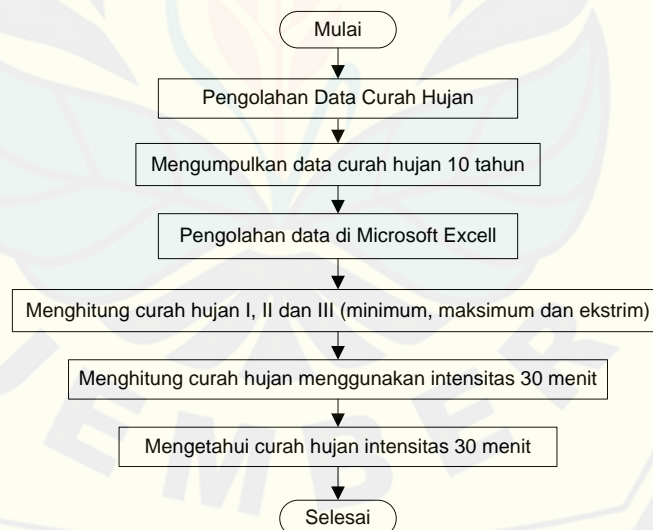 Mulai
Pengolahan Data Curah Hujan
Mengumpulkan data curah hujan 10 tahun
Pengolahan data di Microsoft Excell
Menghitung curah hujan I, II dan III (minimum, maksimum dan ekstrim)
Menghitung curah hujan menggunakan intensitas 30 menit
Mengetahui curah hujan intensitas 30 menit
Selesai
JEMBER